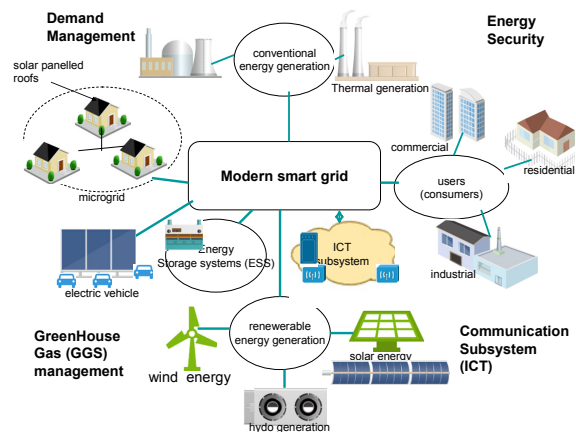 Demand
Management
Energy
Security
conventional
energy generation
Thermal generation
solar panelled
roofs
microgrid
Modern smart grid
commercial
residential
users
(consumers)
industrial
electric vehicle
Energy
Storage systems (ESS)
ICT
subsystem
GreenHouse
Gas (GGS)
management
renewerable
energy generation
wind energy
solar energy
hydo generation
Communication
Subsystem
(ICT)